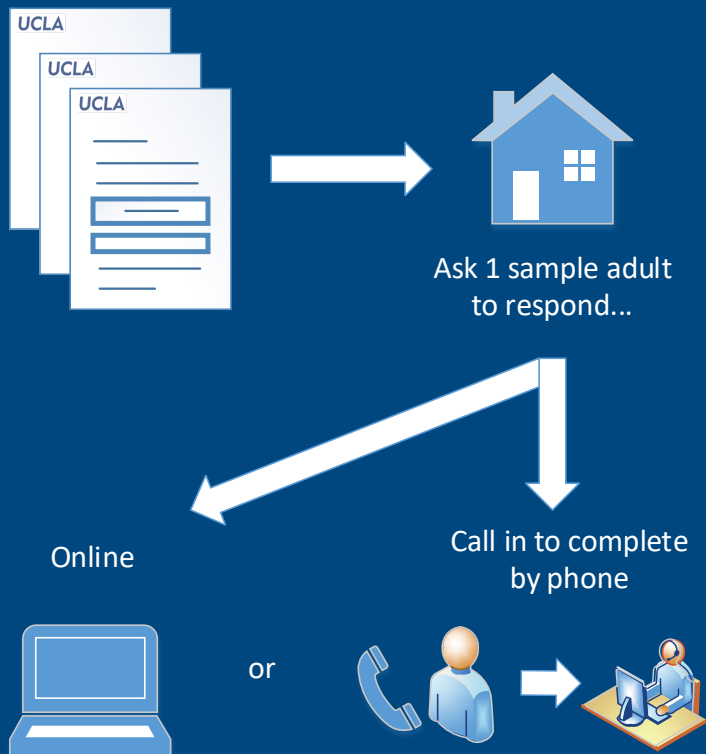 UCLA
UCLA
UCLA
Ask 1 sample adult
to respond...
Online
Call in to complete
by phone
or